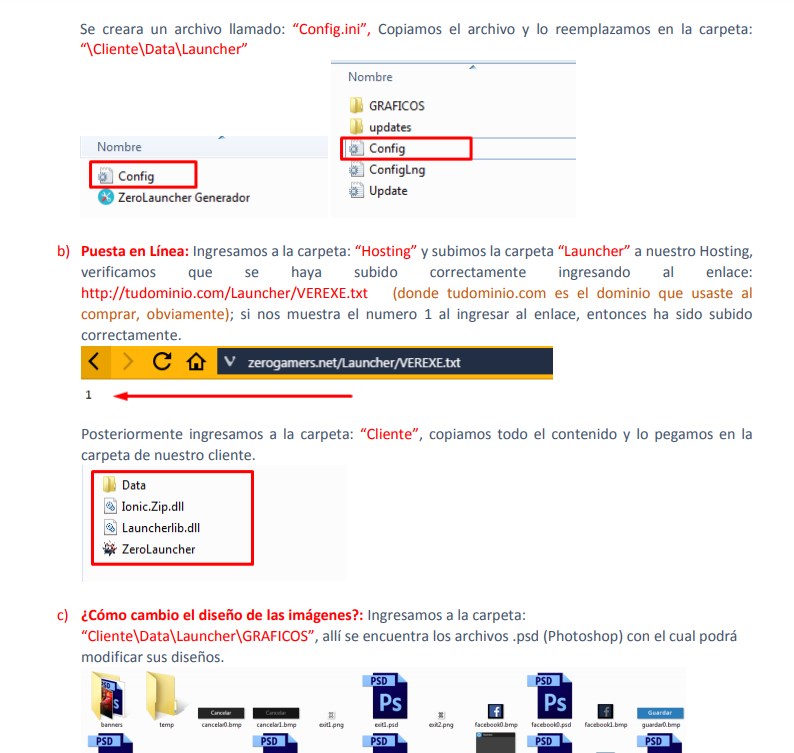 Se creara un archivo llamado: “Config.ini”, Copiamos el archivo y lo reemplazamos en la carpeta:
“\Cliente\Data\Launcher”
Nombre
Config
ZeroLauncher Generador
Nombre
GRAFICOS
updates
Config
ConfigLng
Update
b) Puesta en Línea: Ingresamos a la carpeta: “Hosting” y subimos la carpeta “Launcher” a nuestro Hosting,
verificamos que se haya subido correctamente ingresando al enlace:
http://tudominio.com/Launcher/VEREXE.txt (donde tudominio.com es el dominio que usaste al
comprar, obviamente); si nos muestra el numero 1 al ingresar al enlace, entonces ha sido subido
correctamente.
zerogamers.net/Launcher/VEREXE.txt
1
Posteriormente ingresamos a la carpeta: “Cliente”, copiamos todo el contenido y lo pegamos en la
carpeta de nuestro cliente.
Data
Ionic.Zip.dll
Launcherlib.dll
ZeroLauncher
c) ¿Cómo cambio el diseño de las imágenes?: Ingresamos a la carpeta:
“Cliente\Data\Launcher\GRAFICOS”, allí se encuentra los archivos .psd (Photoshop) con el cual podrá
modificar sus diseños.
PSD PSD
Cancelar Cancelar Ps Ps Guardar
banners temp cancelar0.bmp cancelar1.bmp exit1.png exit1.psd exit2.png facebook0.bmp facebook0.psd facebook1.bmp guardar0.bmp
PSD PSD PSD PSD PSD